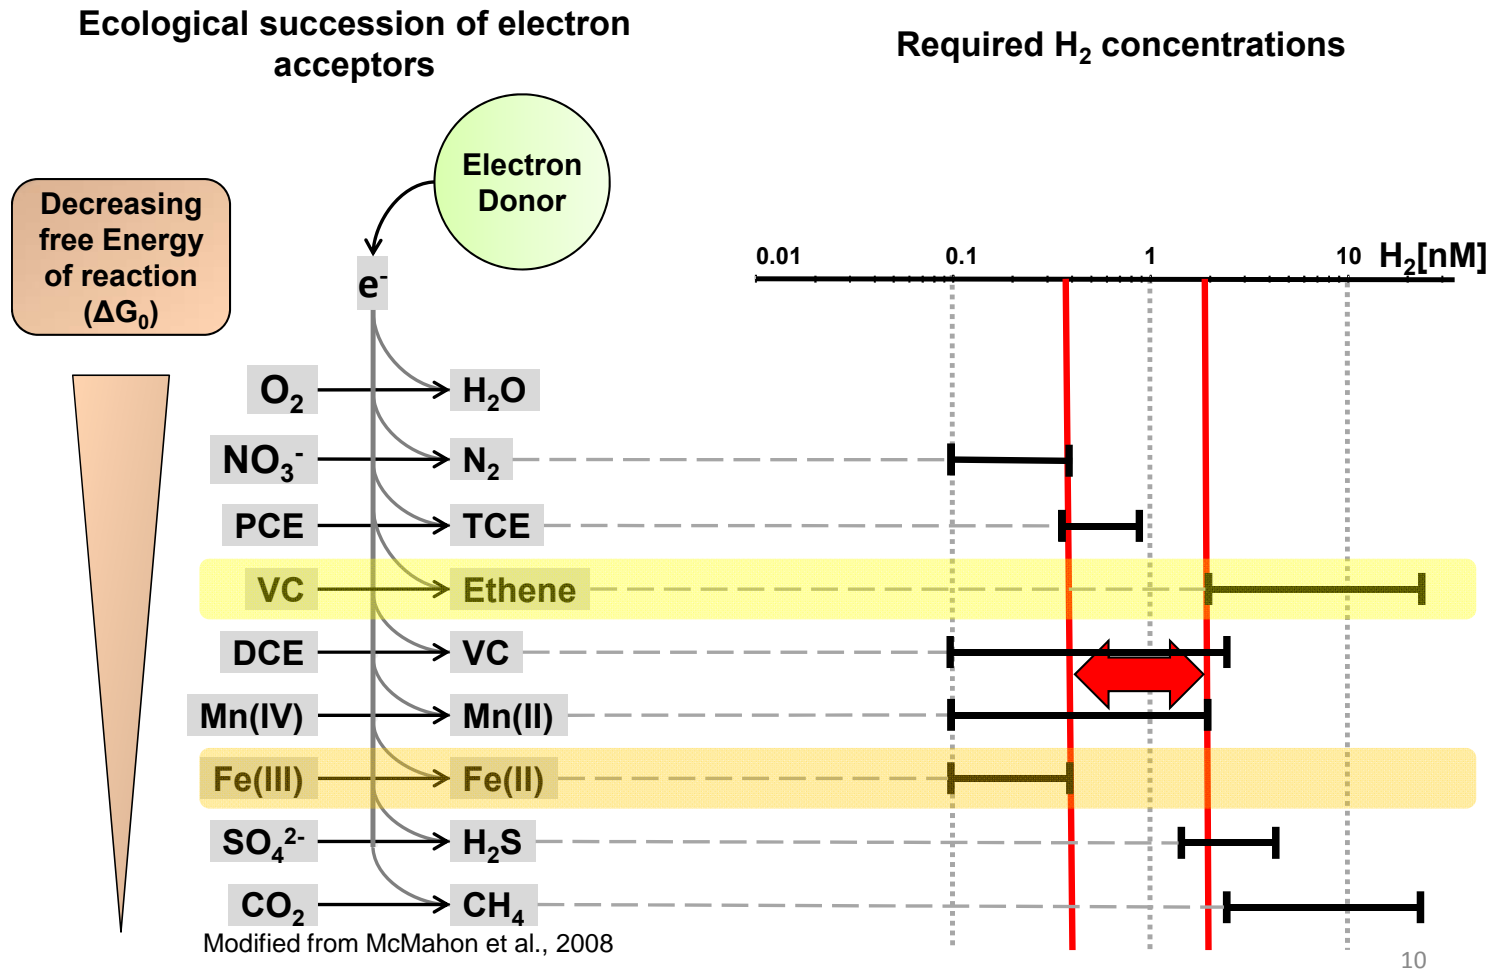 Ecological succession of electron
acceptors
Required H₂ concentrations
Electron
Donor
Decreasing
free Energy
of reaction
(ΔG₀)
e⁻
0.01 0.1 1 10 H₂[nM]
O₂ H₂O
NO₃⁻ N₂
PCE TCE
VC Ethene
DCE VC
Mn(IV) Mn(II)
Fe(III) Fe(II)
SO₄²⁻ H₂S
CO₂ CH₄
Modified from McMahon et al., 2008
10